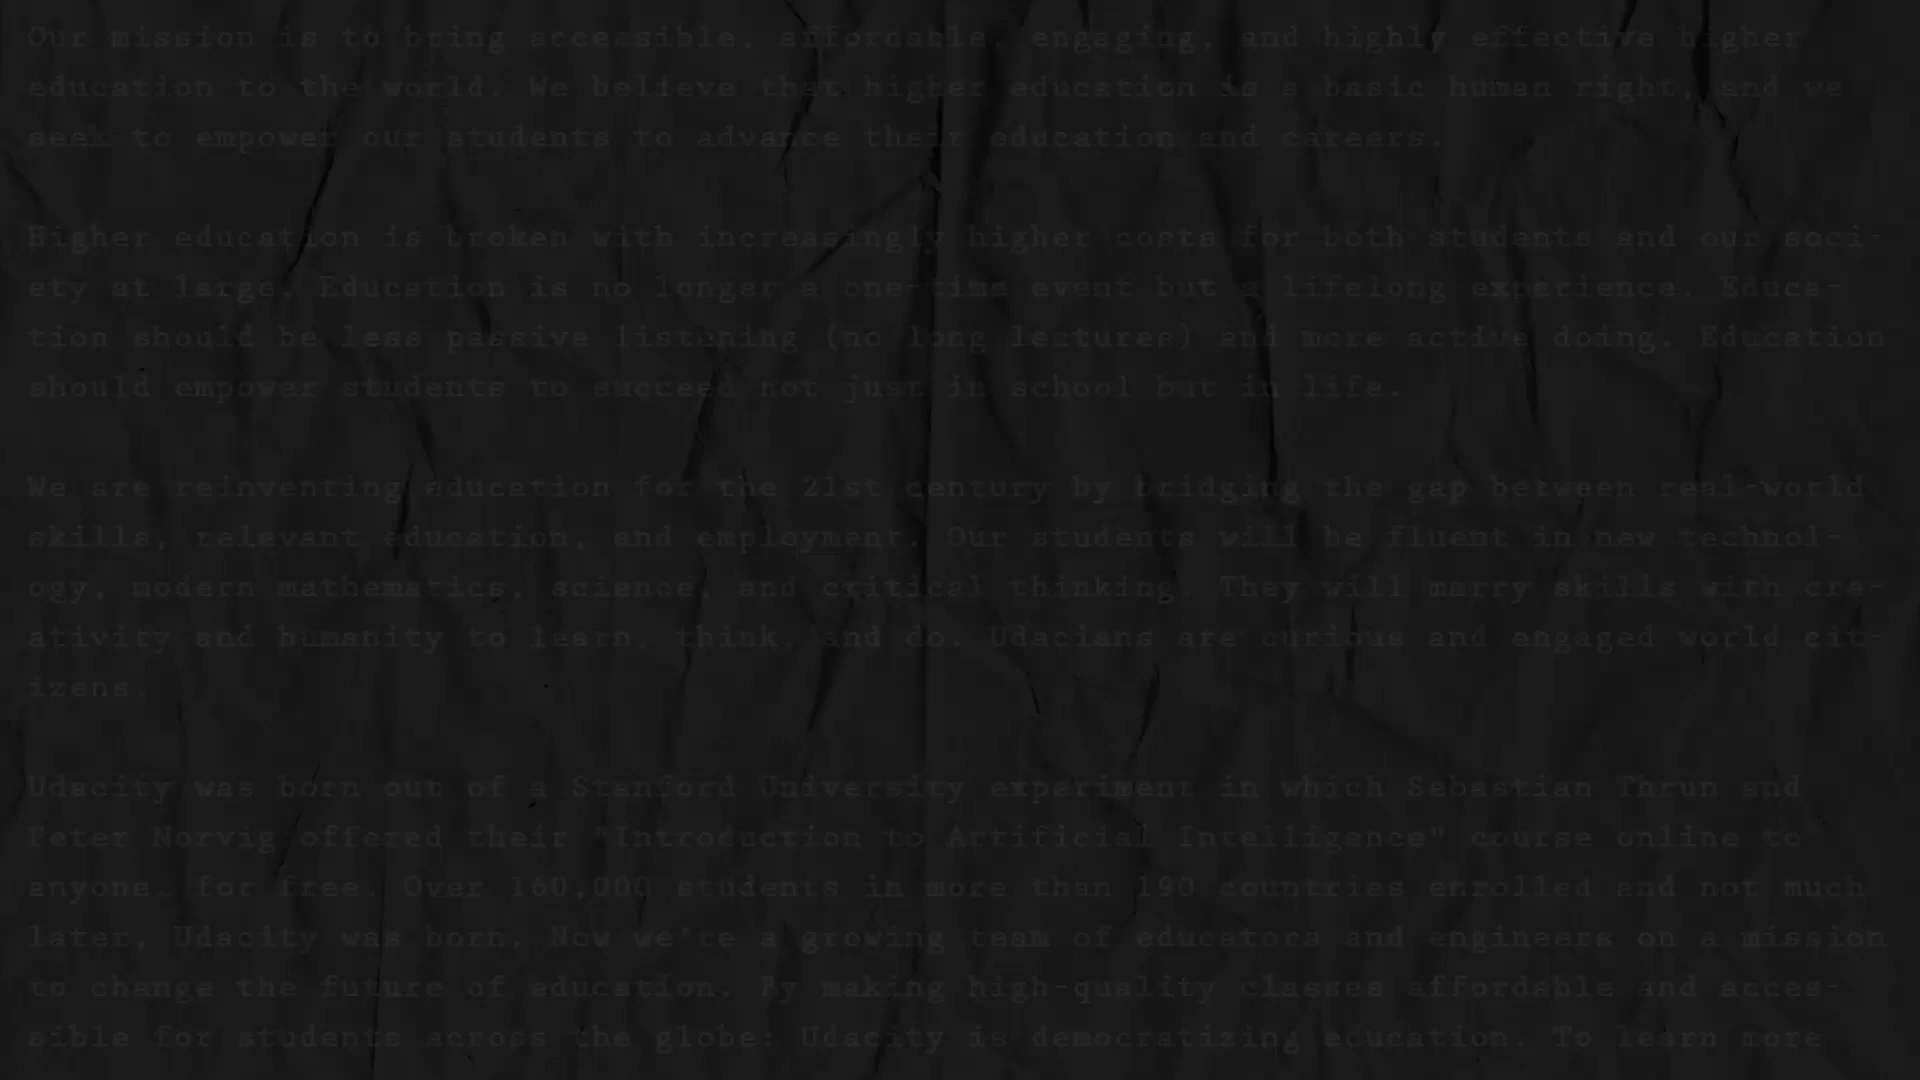 Our mission is to bring accessible, affordable, engaging, and highly effective higher
education to the world. We believe that higher education is a basic human right, and we
seek to empower our students to advance their education and careers.
Higher education is broken with increasingly higher costs for both students and our soci-
ety at large. Education is no longer a one-time event but a lifelong experience. Educa-
tion should be less passive listening (no long lectures) and more active doing. Education
should empower students to succeed not just in school but in life.
We are reinventing education for the 21st century by bridging the gap between real-world
skills, relevant education, and employment. Our students will be fluent in new technol-
ogy, modern mathematics, science, and critical thinking. They will marry skills with cre-
ativity and humanity to learn, think, and do. Udacians are curious and engaged world cit-
izens.
Udacity was born out of a Stanford University experiment in which Sebastian Thrun and
Peter Norvig offered their "Introduction to Artificial Intelligence" course online to
anyone, for free. Over 160,000 students in more than 190 countries enrolled and not much
later, Udacity was born. Now we're a growing team of educators and engineers on a mission
to change the future of education. By making high-quality classes affordable and acces-
sible for students across the globe: Udacity is democratizing education. To learn more